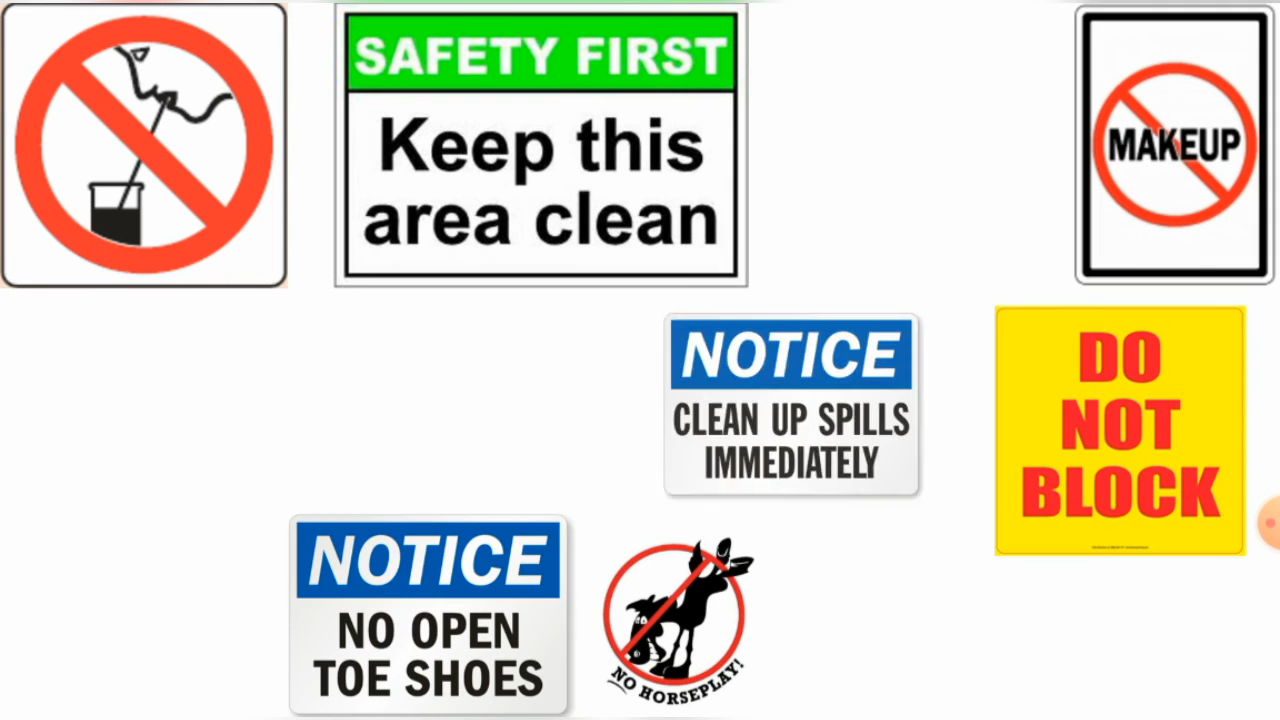 SAFETY FIRST
Keep this
area clean
MAKEUP
NOTICE
CLEAN UP SPILLS
IMMEDIATELY
DO
NOT
BLOCK
NOTICE
NO OPEN
TOE SHOES
NO HORSEPLAY!